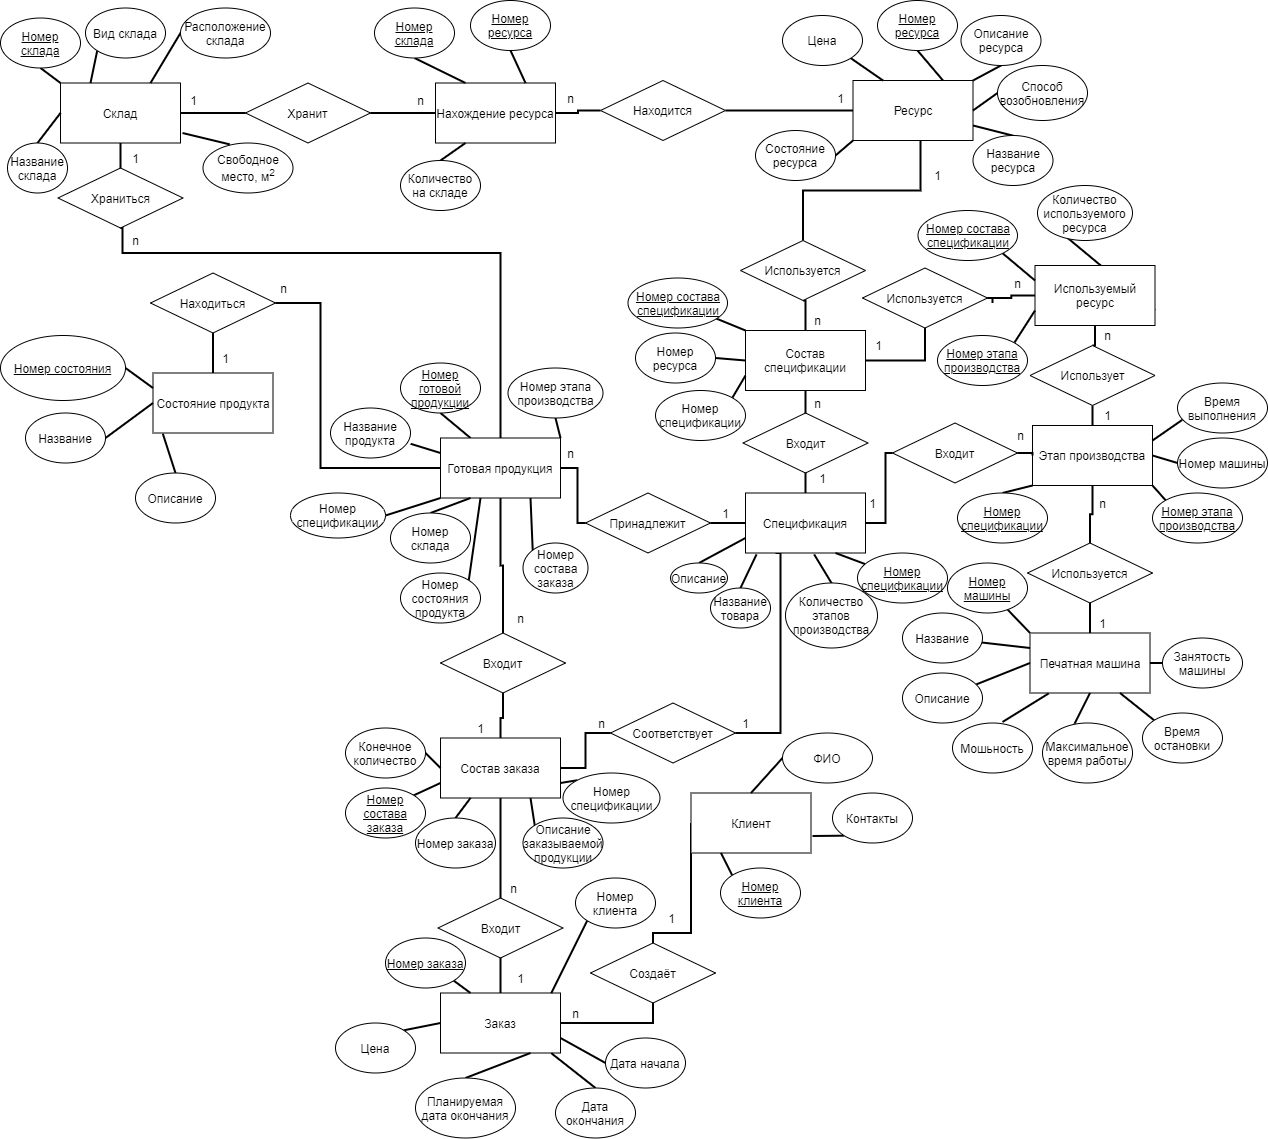 Номер
склада
Вид склада
Расположение
склада
Номер
склада
Номер
ресурса
Цена
Номер
ресурса
Описание
ресурса
Способ
возобновления
Склад
1
Хранит
n
Нахождение ресурса
n
Находится
1
Ресурс
Название
склада
1
Свободное
место, м2
Количество
на складе
Состояние
ресурса
Название
ресурса
1
Храниться
n
Количество
используемого
ресурса
Номер состава
спецификации
Используется
Используется
n
Используемый
ресурс
Находиться
n
1
Номер состава
спецификации
n
1
Номер
ресурса
Состав
спецификации
Номер этапа
производства
n
Номер состояния
Состояние продукта
Название
Описание
Номер
готовой
продукции
Номер этапа
производства
Номер
спецификации
n
Использует
1
Время
выполнения
Название
продукта
Готовая продукция
n
Входит
1
Входит
n
Этап производства
Номер машины
Номер
спецификации
Номер
склада
Номер
состояния
продукта
Номер
состава
заказа
Принадлежит
1
Спецификация
1
Номер
спецификации
n
Номер этапа
производства
Описание
Название
товара
Количество
этапов
производства
Номер
спецификации
Номер
машины
Используется
1
n
Входит
1
Название
Печатная машина
Занятость
машины
Описание
Мощьность
Максимальное
время работы
Время
остановки
n
Соответствует
1
Конечное
количество
Состав заказа
Номер
состава
заказа
Номер заказа
Номер
спецификации
Описание
заказываемой
продукции
ФИО
Клиент
Контакты
Номер
клиента
n
Входит
1
Номер
клиента
1
Создаёт
n
Номер заказа
Заказ
Цена
Дата начала
Планируемая
дата окончания
Дата
окончания